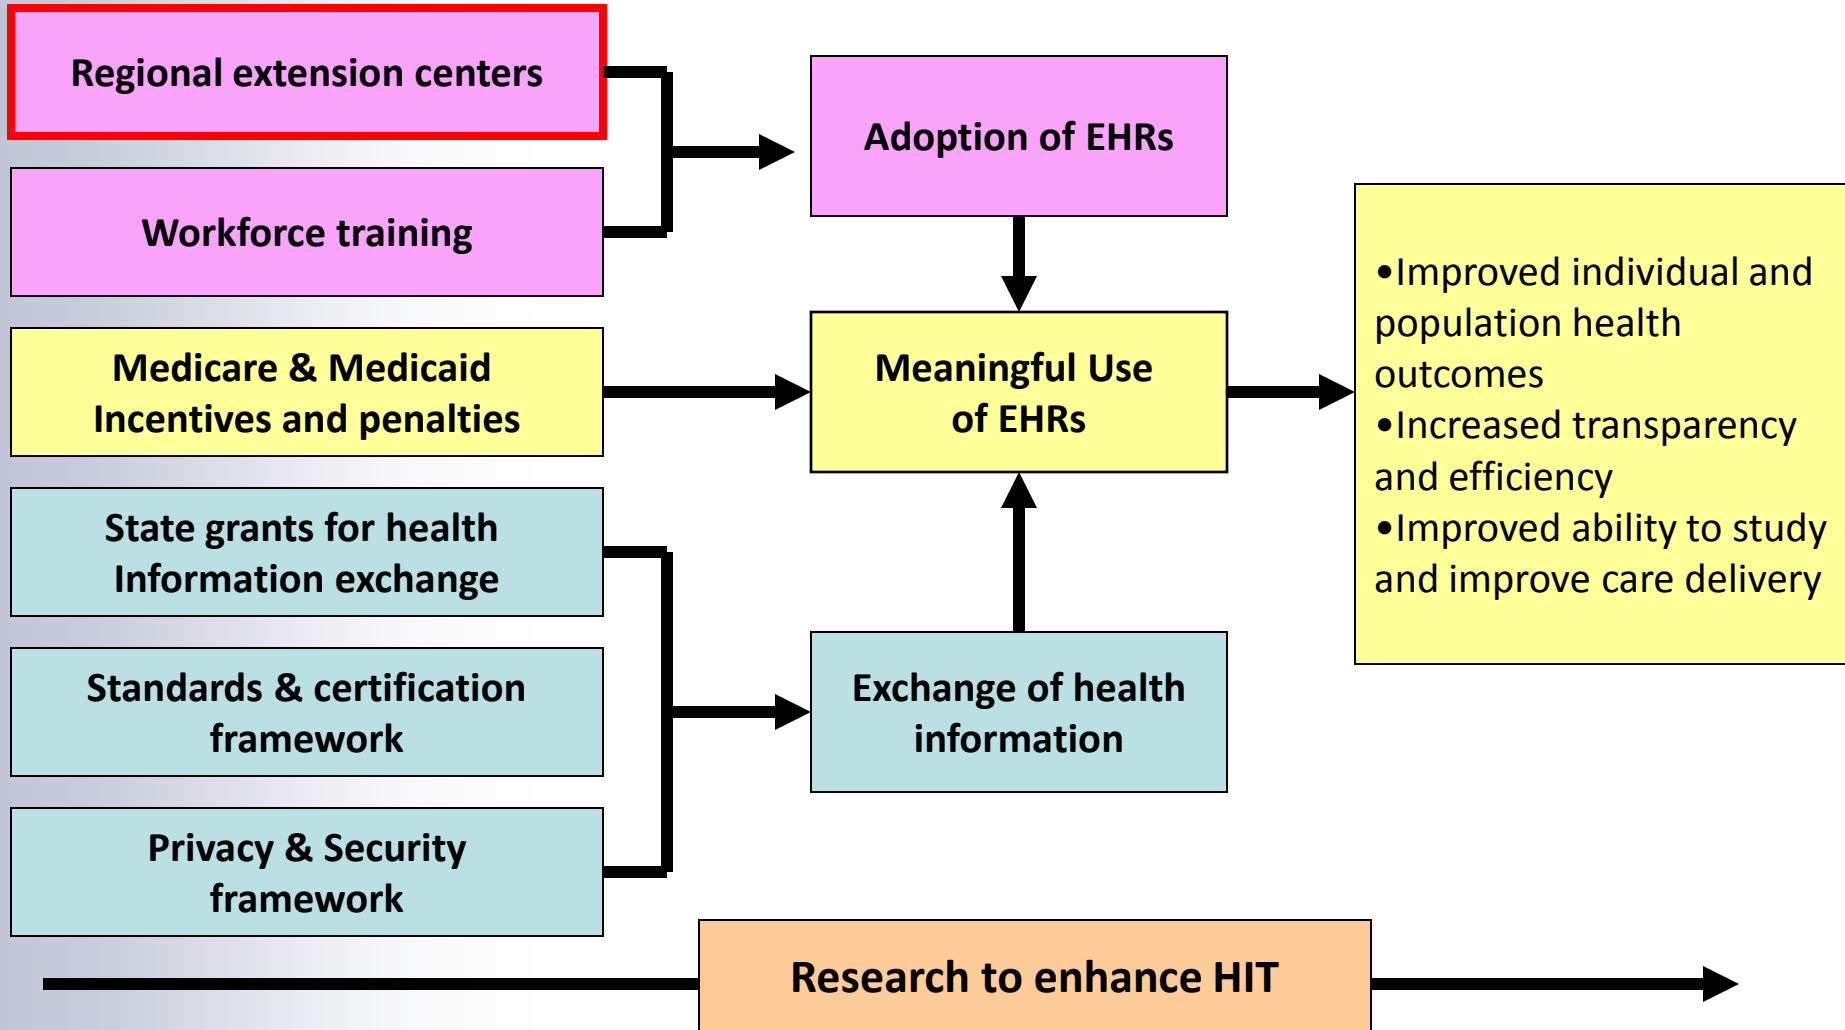 Regional extension centers
Workforce training
Medicare & Medicaid
Incentives and penalties
State grants for health
Information exchange
Standards & certification
framework
Privacy & Security
framework
Adoption of EHRs
Meaningful Use
of EHRs
Exchange of health
information
•Improved individual and
population health
outcomes
•Increased transparency
and efficiency
•Improved ability to study
and improve care delivery
Research to enhance HIT